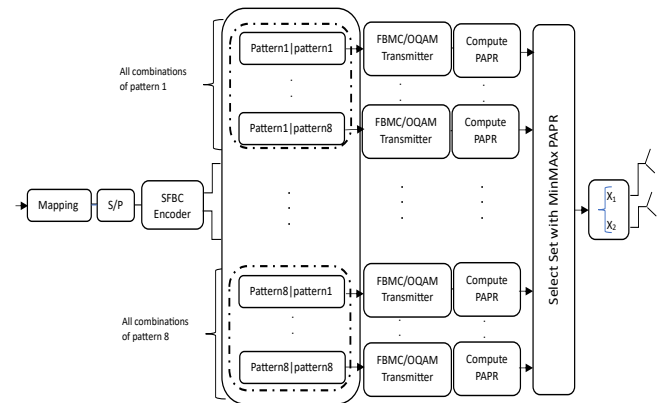 All combinations
of pattern 1
Pattern1|pattern1
FBMC/OQAM
Transmitter
Compute
PAPR
Pattern1|pattern8
FBMC/OQAM
Transmitter
Compute
PAPR
Mapping
S/P
SFBC
Encoder
Select Set with MinMAx PAPR
X1
X2
All combinations
of pattern 8
Pattern8|pattern1
FBMC/OQAM
Transmitter
Compute
PAPR
Pattern8|pattern8
FBMC/OQAM
Transmitter
Compute
PAPR